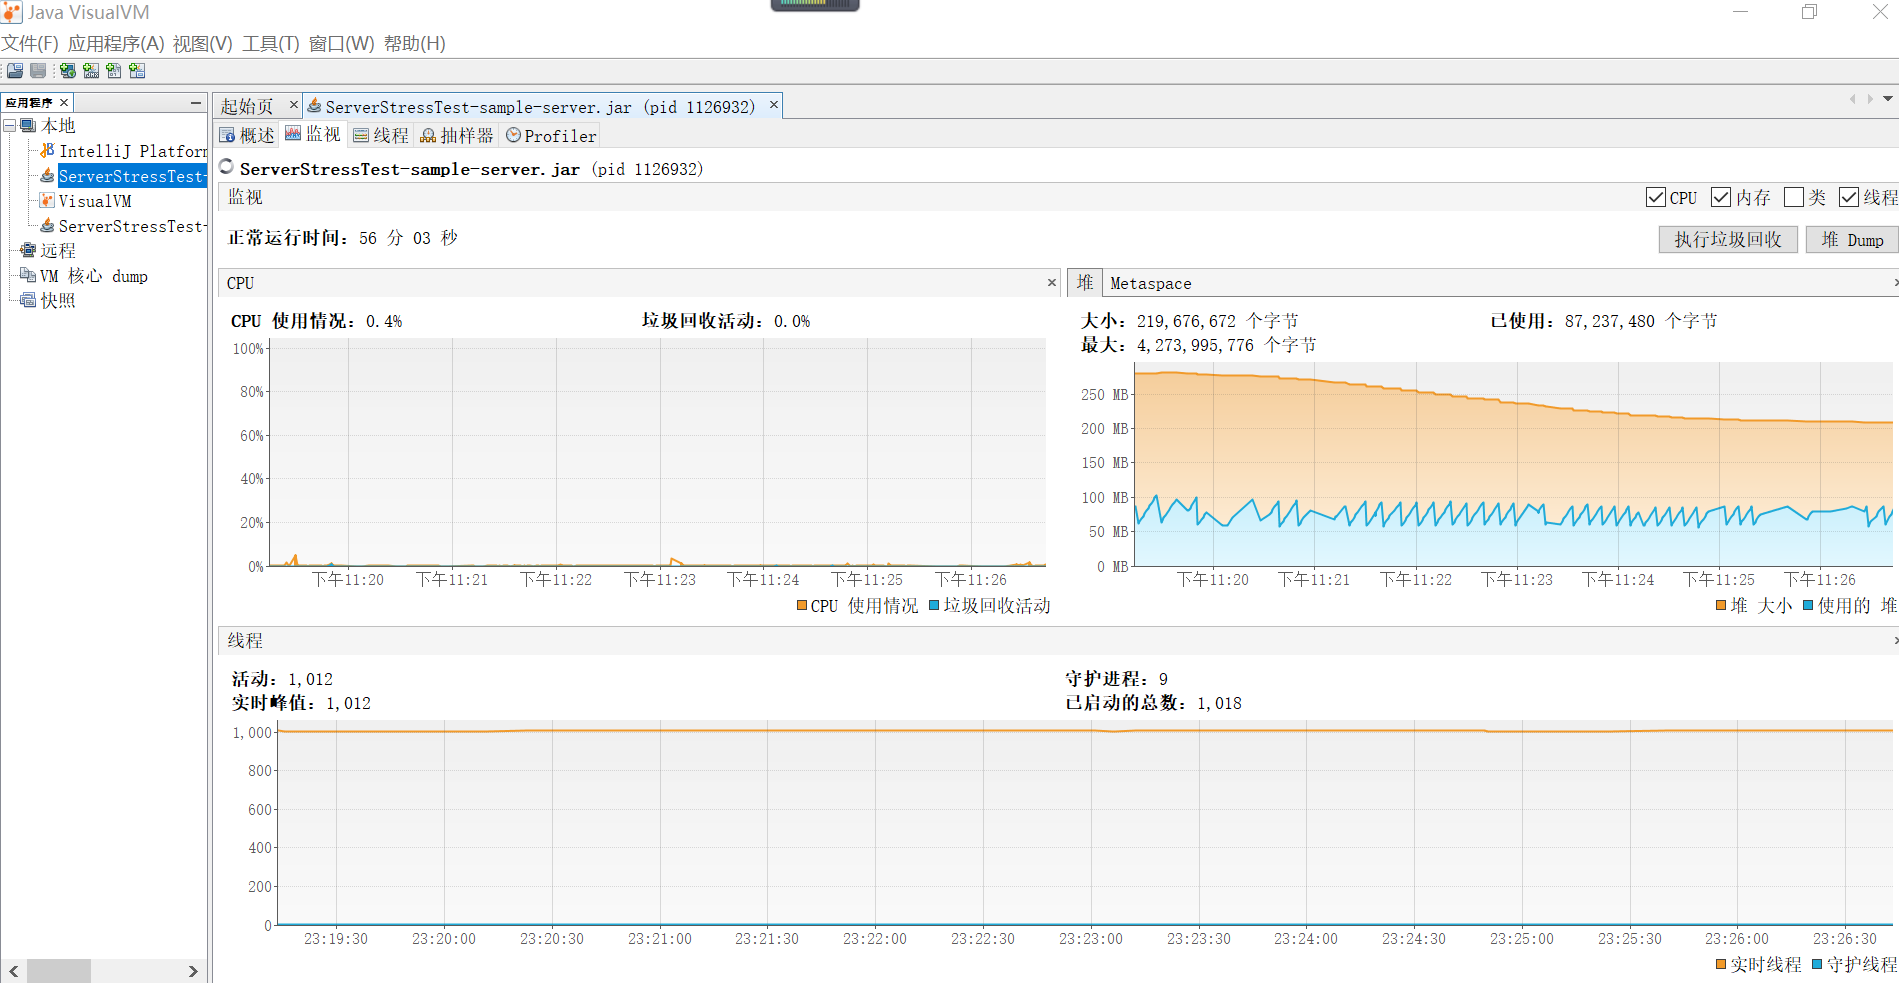 Java VisualVM
文件(F) 应用程序(A) 视图(V) 工具(T) 窗口(W) 帮助(H)
应用程序
本地
IntelliJ Platforn
ServerStressTest-
VisualVM
ServerStressTest-
远程
VM 核心 dump
快照
起始页 ServerStressTest-sample-server.jar (pid 1126932)
概述 监视 线程 抽样器 Profiler
ServerStressTest-sample-server.jar (pid 1126932)
监视 CPU 内存 类 线程
正常运行时间: 56 分 03 秒
执行垃圾回收 堆 Dump
CPU
CPU 使用情况: 0.4% 垃圾回收活动: 0.0%
100%
80%
60%
40%
20%
0%
下午11:20 下午11:21 下午11:22 下午11:23 下午11:24 下午11:25 下午11:26
CPU 使用情况 垃圾回收活动
堆 Metaspace
大小: 219,676,672 个字节 已使用: 87,237,480 个字节
最大: 4,273,995,776 个字节
250 MB
200 MB
150 MB
100 MB
50 MB
0 MB
下午11:20 下午11:21 下午11:22 下午11:23 下午11:24 下午11:25 下午11:26
堆 大小 使用的 堆
线程
活动: 1,012 守护进程: 9
实时峰值: 1,012 已启动的总数: 1,018
1,000
800
600
400
200
0
23:19:30 23:20:00 23:20:30 23:21:00 23:21:30 23:22:00 23:22:30 23:23:00 23:23:30 23:24:00 23:24:30 23:25:00 23:25:30 23:26:00 23:26:30
实时线程 守护线程